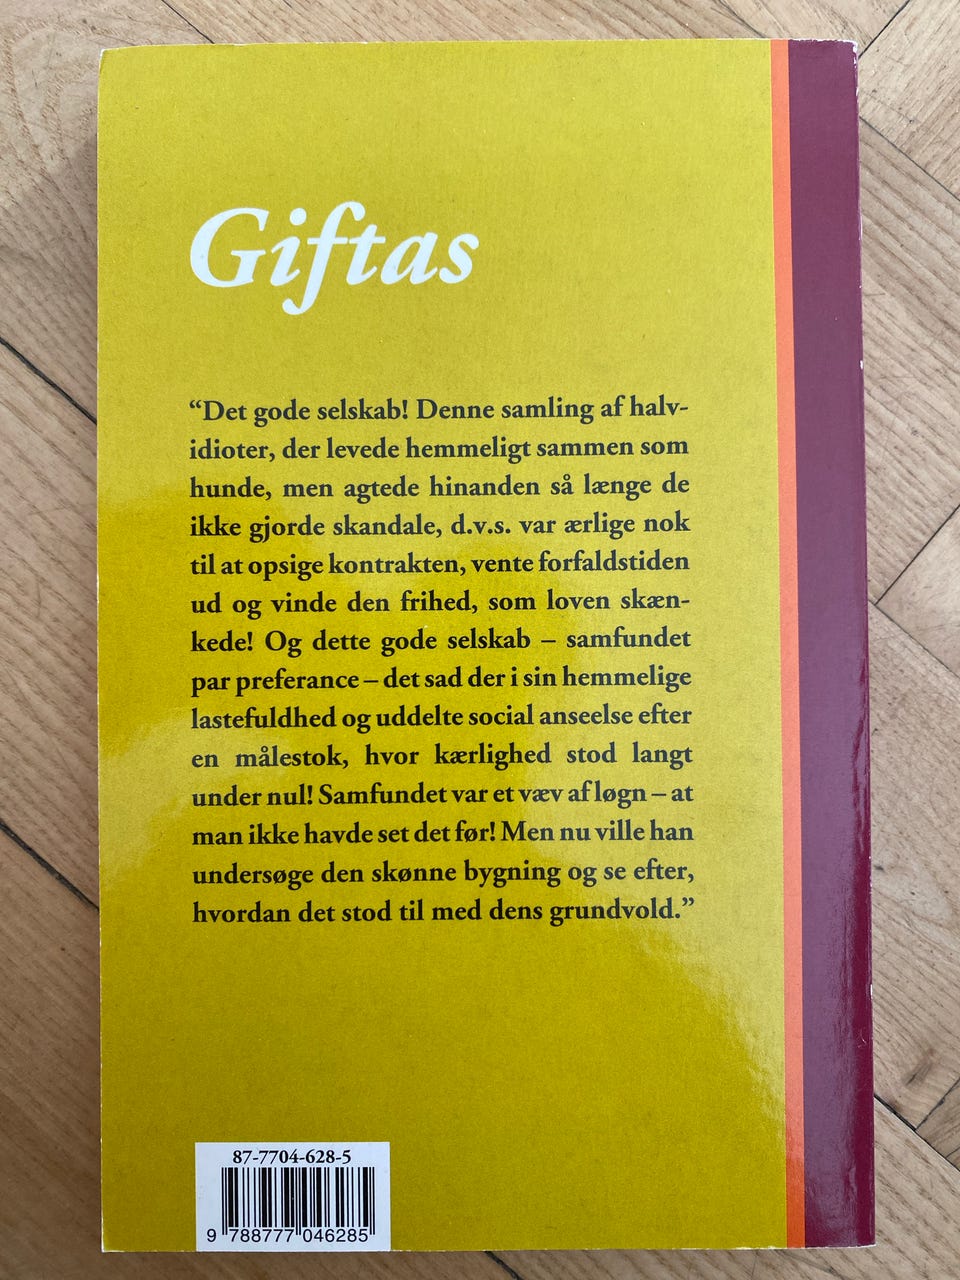 Giftas
“Det gode selskab! Denne samling af halv-
idioter, der levede hemmeligt sammen som
hunde, men agtede hinanden så længe de
ikke gjorde skandale, d.v.s. var ærlige nok
til at opsige kontrakten, vente forfaldstiden
ud og vinde den frihed, som loven skæn-
kede! Og dette gode selskab – samfundet
par preferance – det sad der i sin hemmelige
lastefuldhed og uddelte social anseelse efter
en målestok, hvor kærlighed stod langt
under nul! Samfundet var et væv af løgn – at
man ikke havde set det før! Men nu ville han
undersøge den skønne bygning og se efter,
hvordan det stod til med dens grundvold.”
87-7704-628-5
9 788777 046285